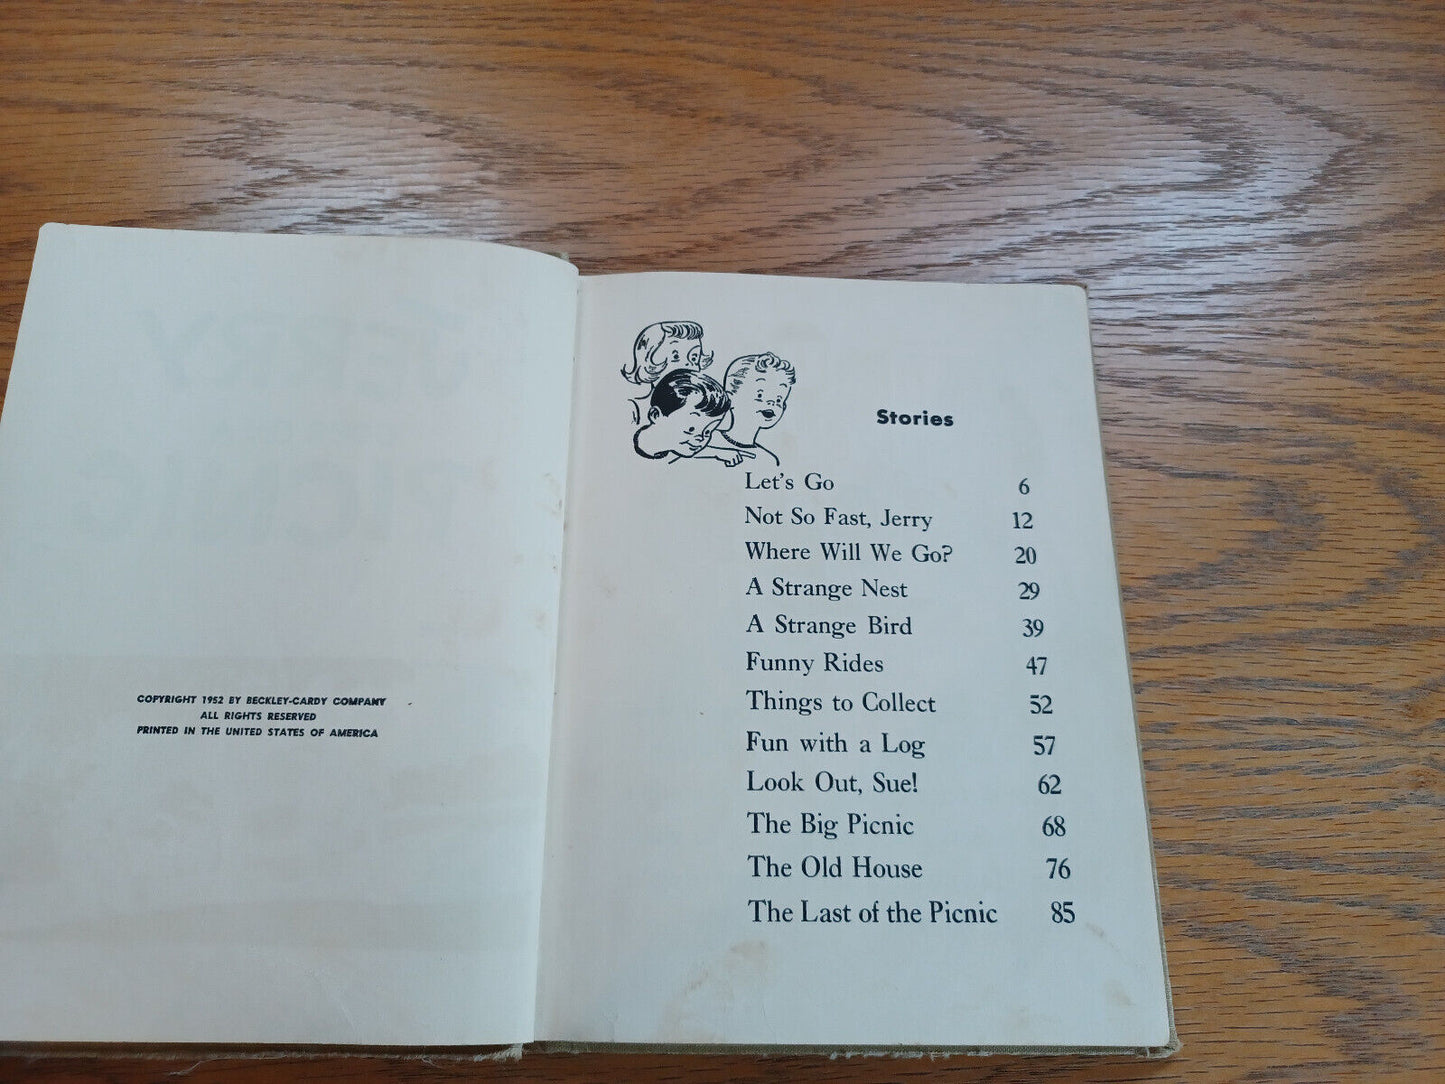 COPYRIGHT 1952 BY BECKLEY-CARDY COMPANY
ALL RIGHTS RESERVED
PRINTED IN THE UNITED STATES OF AMERICA
Stories
Let's Go 6
Not So Fast, Jerry 12
Where Will We Go? 20
A Strange Nest 29
A Strange Bird 39
Funny Rides 47
Things to Collect 52
Fun with a Log 57
Look Out, Sue! 62
The Big Picnic 68
The Old House 76
The Last of the Picnic 85